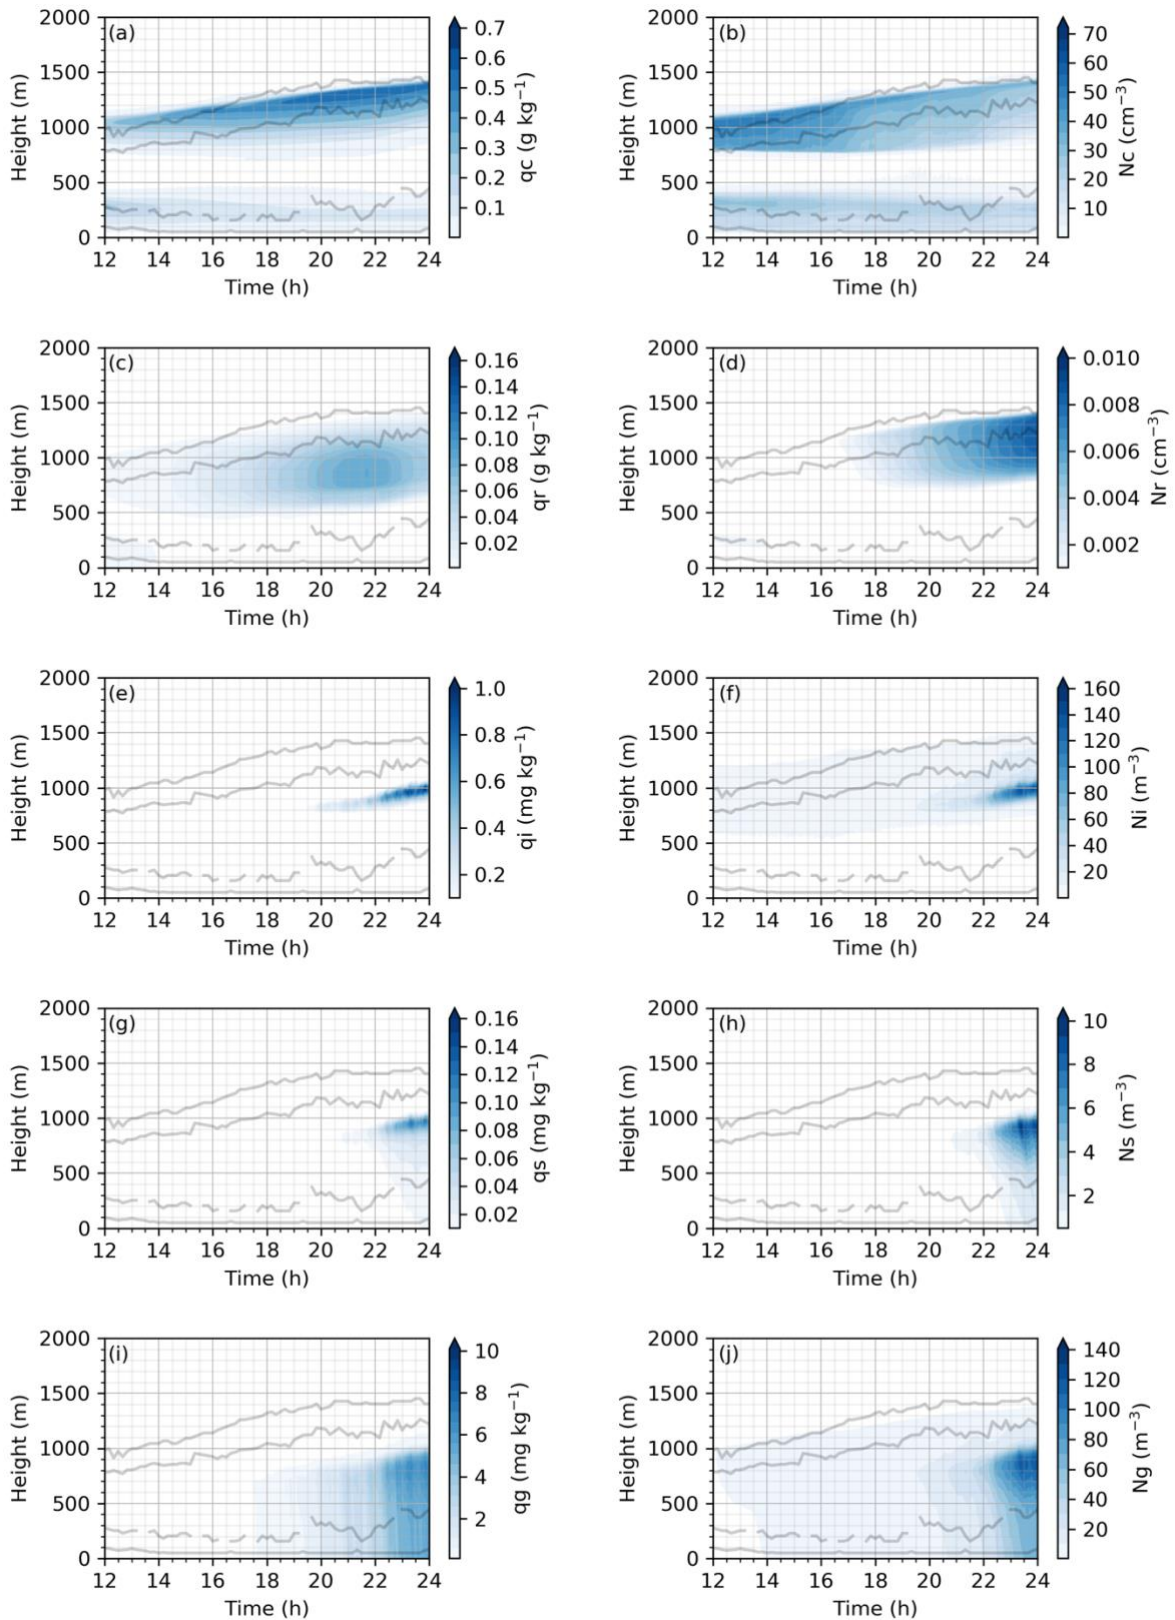 (a)
2000
1500
1000
500
0
Height (m)
12 14 16 18 20 22 24
Time (h)
0.7
0.6
0.5
0.4
0.3
0.2
0.1
qc (g kg⁻¹)
(b)
2000
1500
1000
500
0
Height (m)
12 14 16 18 20 22 24
Time (h)
70
60
50
40
30
20
10
Nc (cm⁻³)
(c)
2000
1500
1000
500
0
Height (m)
12 14 16 18 20 22 24
Time (h)
0.16
0.14
0.12
0.10
0.08
0.06
0.04
0.02
qr (g kg⁻¹)
(d)
2000
1500
1000
500
0
Height (m)
12 14 16 18 20 22 24
Time (h)
0.010
0.008
0.006
0.004
0.002
Nr (cm⁻³)
(e)
2000
1500
1000
500
0
Height (m)
12 14 16 18 20 22 24
Time (h)
1.0
0.8
0.6
0.4
0.2
qi (mg kg⁻¹)
(f)
2000
1500
1000
500
0
Height (m)
12 14 16 18 20 22 24
Time (h)
160
140
120
100
80
60
40
20
Ni (m⁻³)
(g)
2000
1500
1000
500
0
Height (m)
12 14 16 18 20 22 24
Time (h)
0.16
0.14
0.12
0.10
0.08
0.06
0.04
0.02
qs (mg kg⁻¹)
(h)
2000
1500
1000
500
0
Height (m)
12 14 16 18 20 22 24
Time (h)
10
8
6
4
2
Ns (m⁻³)
(i)
2000
1500
1000
500
0
Height (m)
12 14 16 18 20 22 24
Time (h)
10
8
6
4
2
qg (mg kg⁻¹)
(j)
2000
1500
1000
500
0
Height (m)
12 14 16 18 20 22 24
Time (h)
140
120
100
80
60
40
20
Ng (m⁻³)